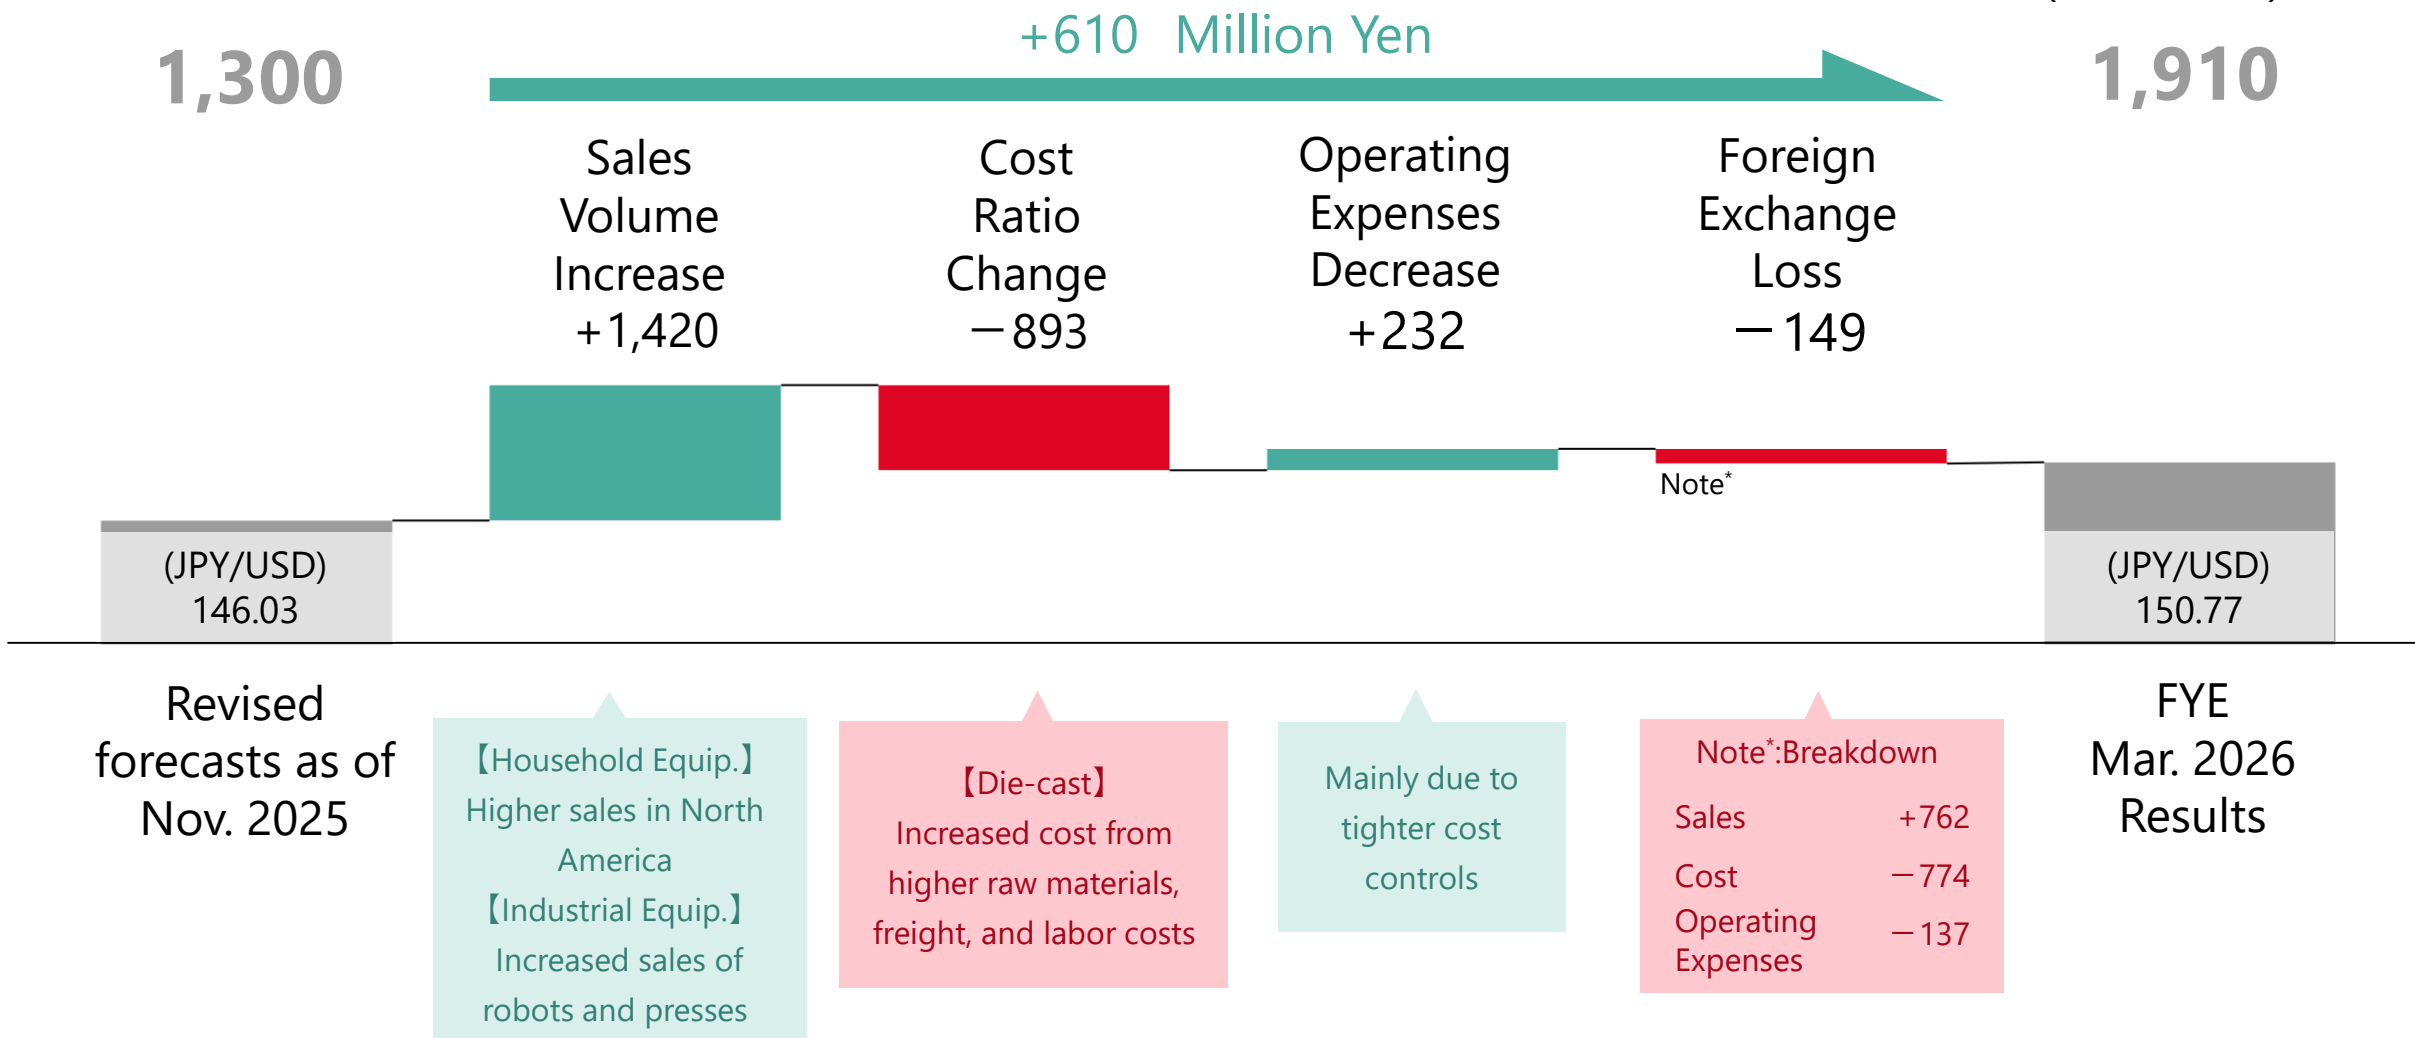 +610 Million Yen
1,300
1,910
Sales
Volume
Increase
+1,420
Cost
Ratio
Change
－893
Operating
Expenses
Decrease
+232
Foreign
Exchange
Loss
－149
Note*
(JPY/USD)
146.03
(JPY/USD)
150.77
Revised
forecasts as of
Nov. 2025
【Household Equip.】
Higher sales in North
America
【Industrial Equip.】
Increased sales of
robots and presses
【Die-cast】
Increased cost from
higher raw materials,
freight, and labor costs
Mainly due to
tighter cost
controls
Note*:Breakdown
Sales +762
Cost －774
Operating
Expenses －137
FYE
Mar. 2026
Results